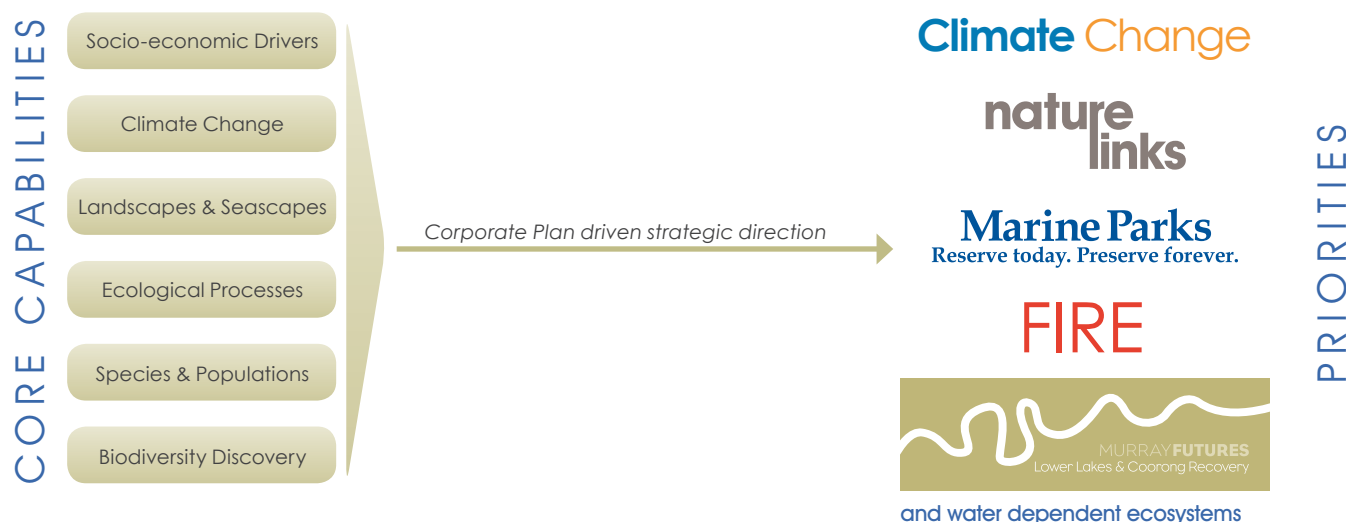 CORE CAPABILITIES
Socio-economic Drivers
Climate Change
Landscapes & Seascapes
Ecological Processes
Species & Populations
Biodiversity Discovery
Corporate Plan driven strategic direction
Climate Change
nature
links
Marine Parks
Reserve today. Preserve forever.
FIRE
MURRAYFUTURES
Lower Lakes & Coorong Recovery
and water dependent ecosystems
PRIORITIES